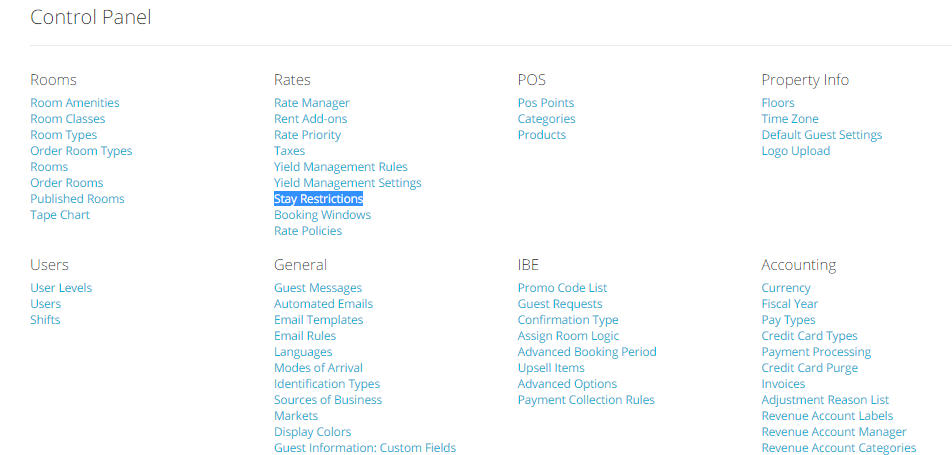 Control Panel
Rooms
Room Amenities
Room Classes
Room Types
Order Room Types
Rooms
Order Rooms
Published Rooms
Tape Chart
Rates
Rate Manager
Rent Add-ons
Rate Priority
Taxes
Yield Management Rules
Yield Management Settings
Stay Restrictions
Booking Windows
Rate Policies
POS
Pos Points
Categories
Products
Property Info
Floors
Time Zone
Default Guest Settings
Logo Upload
Users
User Levels
Users
Shifts
General
Guest Messages
Automated Emails
Email Templates
Email Rules
Languages
Modes of Arrival
Identification Types
Sources of Business
Markets
Display Colors
Guest Information: Custom Fields
IBE
Promo Code List
Guest Requests
Confirmation Type
Assign Room Logic
Advanced Booking Period
Upsell Items
Advanced Options
Payment Collection Rules
Accounting
Currency
Fiscal Year
Pay Types
Credit Card Types
Payment Processing
Credit Card Purge
Invoices
Adjustment Reason List
Revenue Account Labels
Revenue Account Manager
Revenue Account Categories